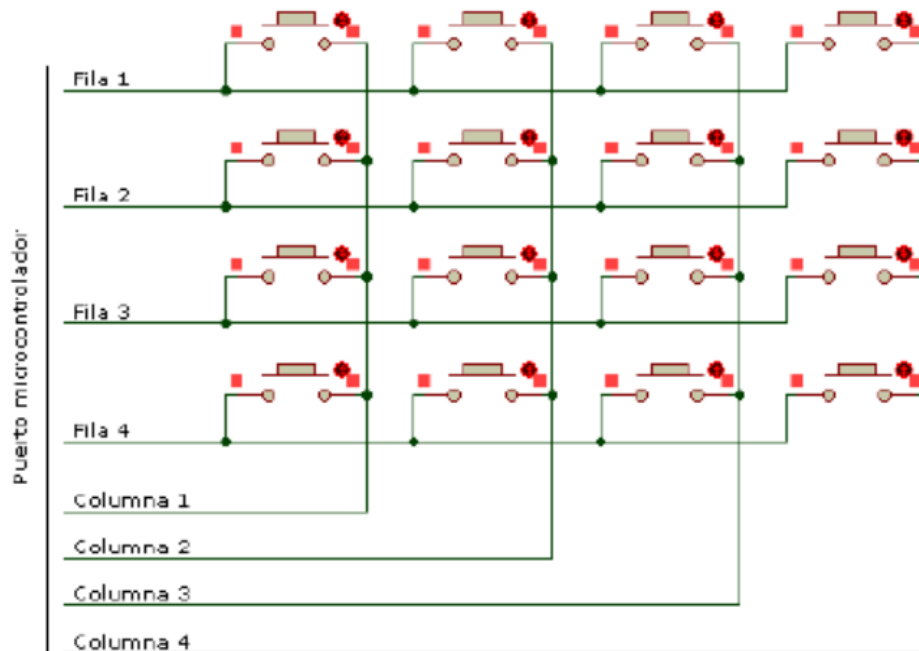 Fila 1
Fila 2
Fila 3
Fila 4
Puerto microcontrolador
Columna 1
Columna 2
Columna 3
Columna 4